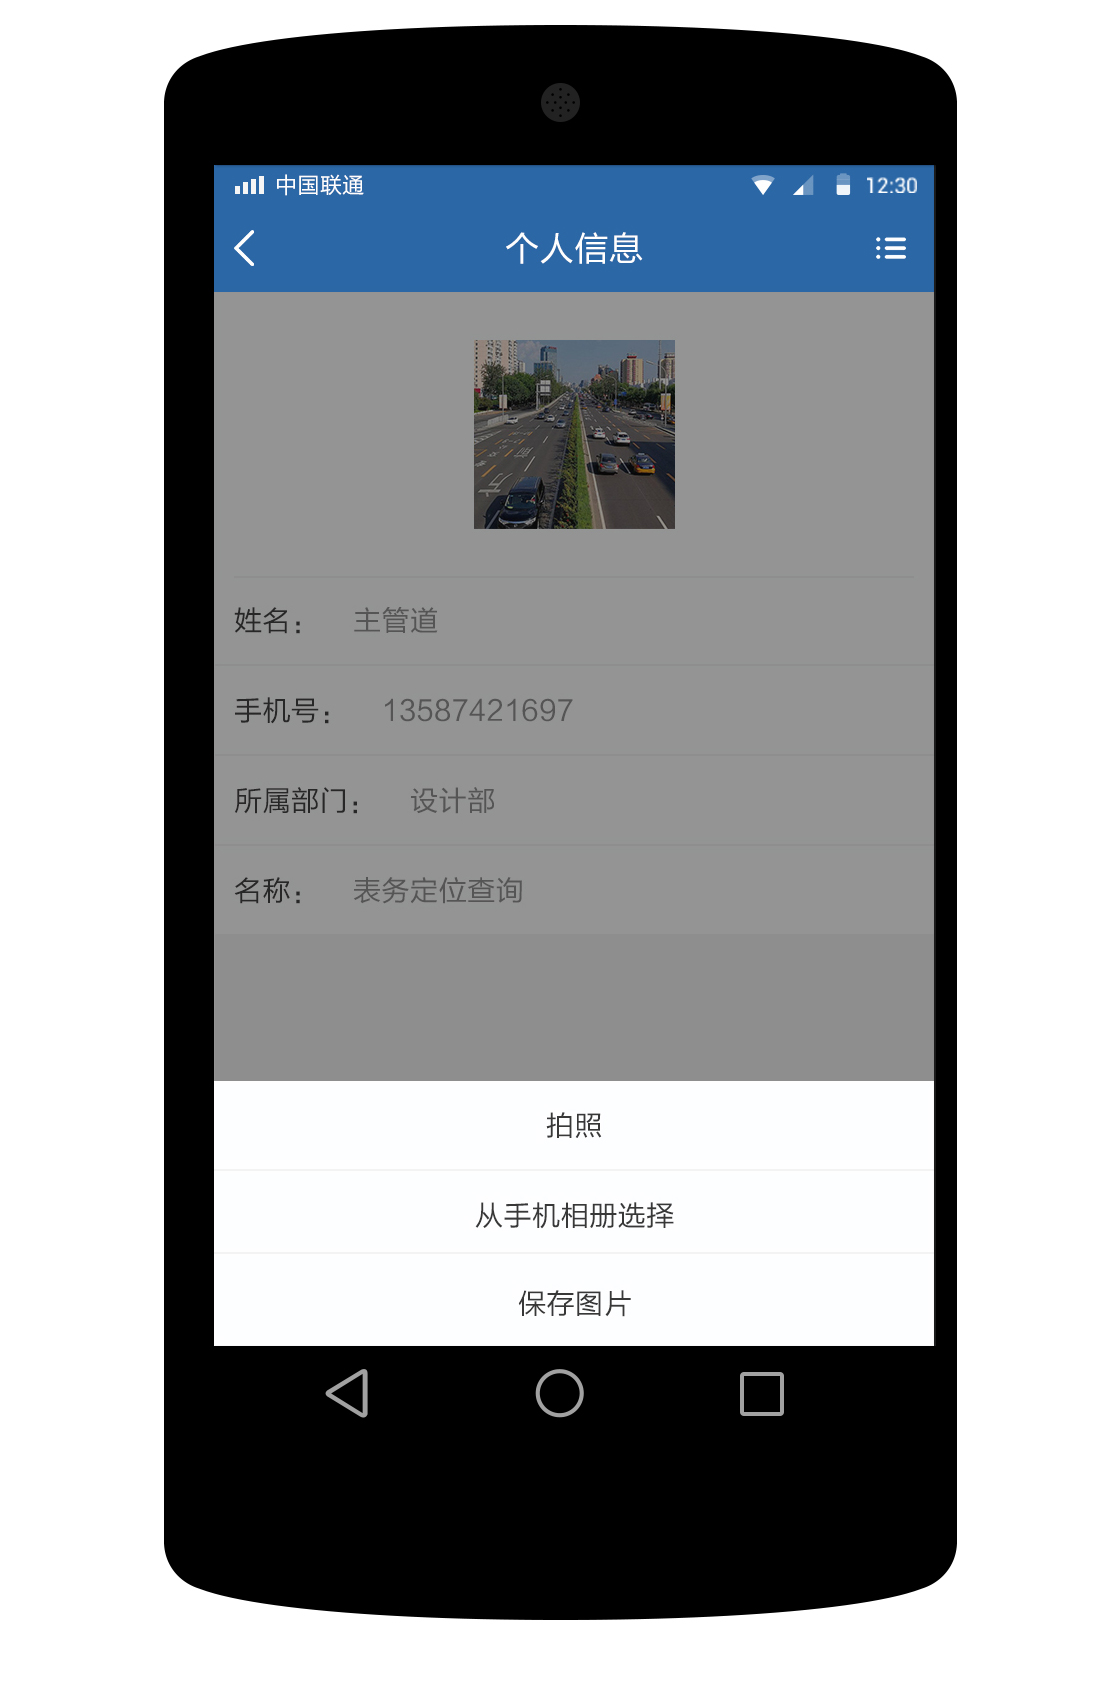 中国联通 12:30
个人信息
姓名： 主管道
手机号： 13587421697
所属部门： 设计部
名称： 表务定位查询
拍照
从手机相册选择
保存图片